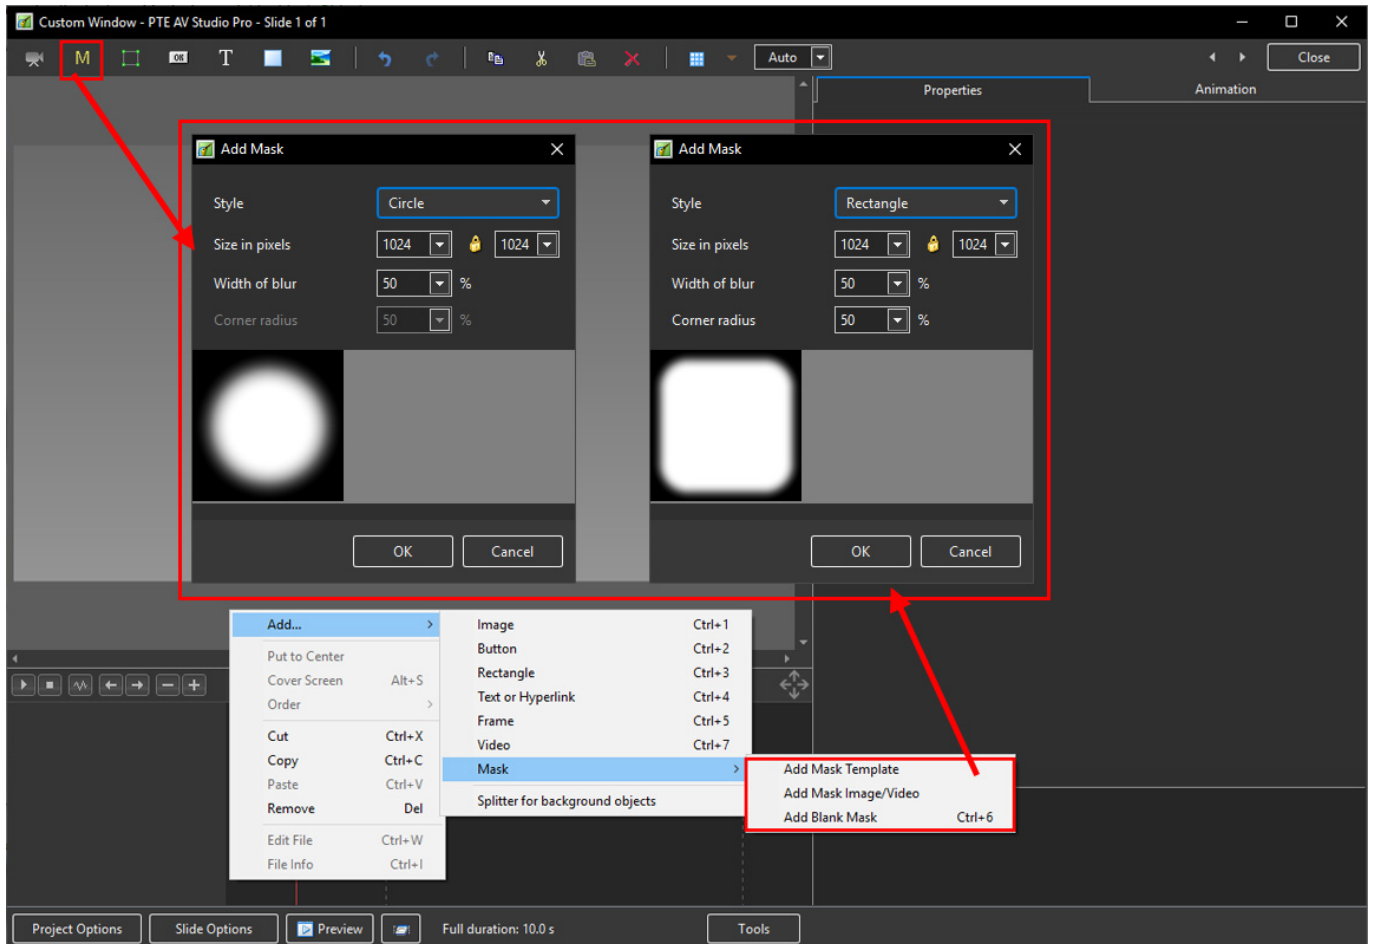 Custom Window - PTE AV Studio Pro - Slide 1 of 1
M OK T Auto Close
Properties Animation
Add Mask
Style Circle
Size in pixels 1024 1024
Width of blur 50 %
Corner radius 50 %
OK Cancel
Add Mask
Style Rectangle
Size in pixels 1024 1024
Width of blur 50 %
Corner radius 50 %
OK Cancel
Add...
Put to Center
Cover Screen Alt+S
Order
Cut Ctrl+X
Copy Ctrl+C
Paste Ctrl+V
Remove Del
Edit File Ctrl+W
File Info Ctrl+I
Image Ctrl+1
Button Ctrl+2
Rectangle Ctrl+3
Text or Hyperlink Ctrl+4
Frame Ctrl+5
Video Ctrl+7
Mask
Splitter for background objects
Add Mask Template
Add Mask Image/Video
Add Blank Mask Ctrl+6
Project Options Slide Options Preview Full duration: 10.0 s Tools